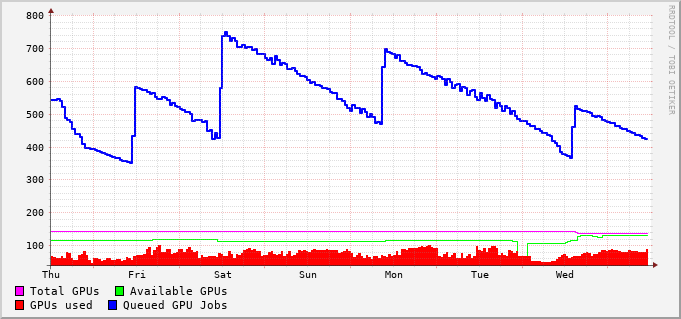 800
700
600
500
400
300
200
100
Thu Fri Sat Sun Mon Tue Wed
Total GPUs Available GPUs
GPUs used Queued GPU Jobs
RRDTOOL / TOBI OETIKER